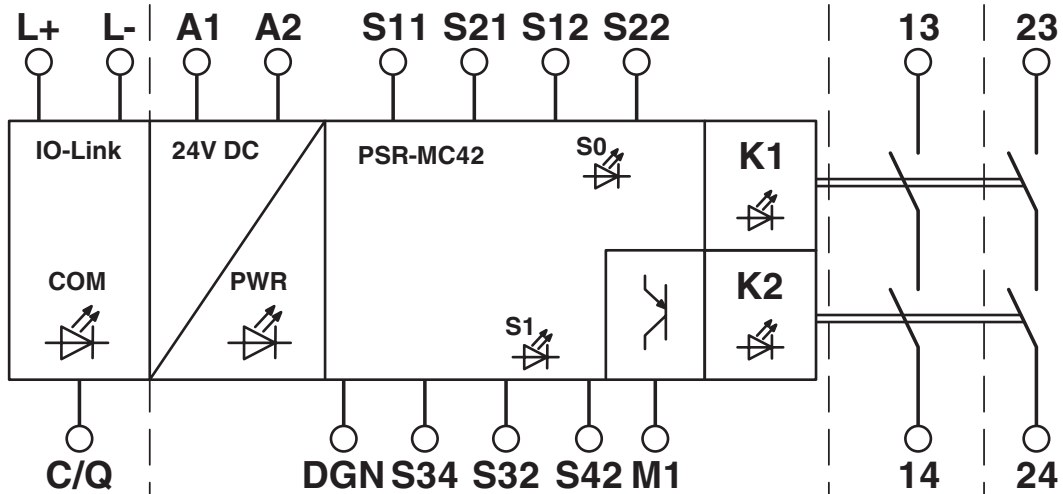 L+ L- A1 A2 S11 S21 S12 S22 13 23
IO-Link 24V DC PSR-MC42 S0 K1
COM PWR S1 K2
C/Q DGN S34 S32 S42 M1 14 24